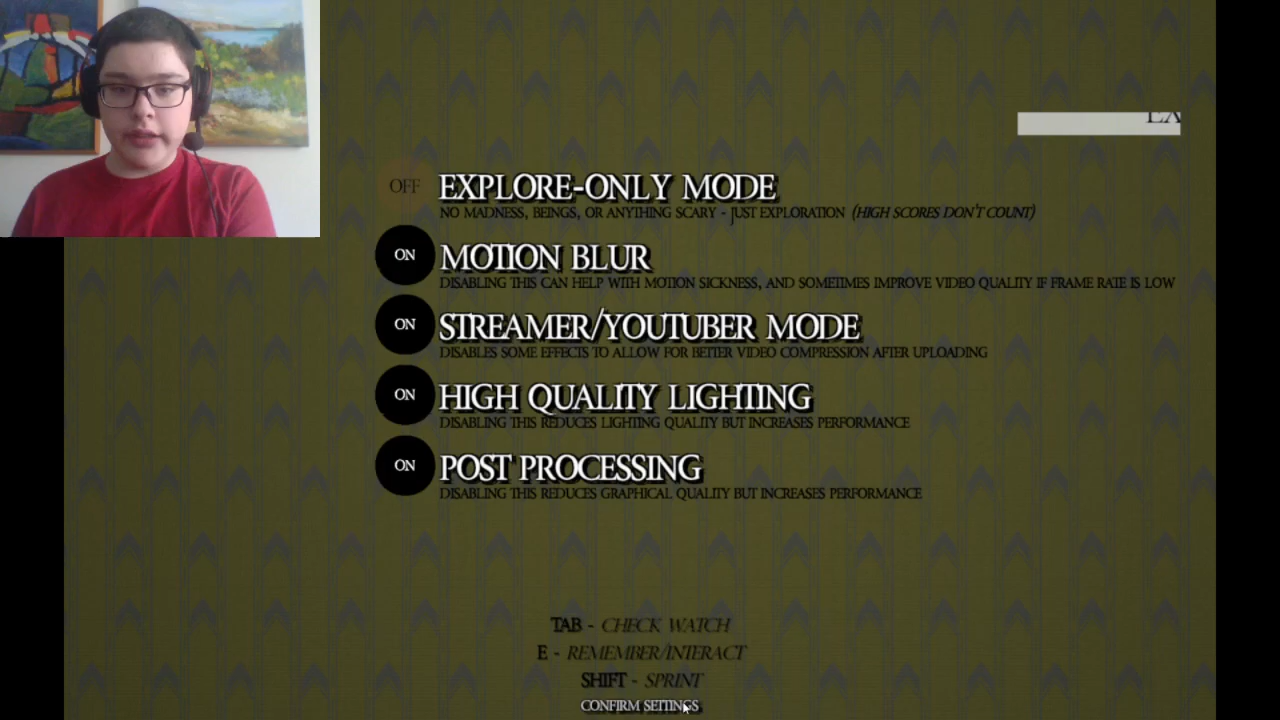 EX
OFF EXPLORE-ONLY MODE
NO MADNESS, BEINGS, OR ANYTHING SCARY - JUST EXPLORATION (HIGH SCORES DON'T COUNT)
ON MOTION BLUR
DISABLING THIS CAN HELP WITH MOTION SICKNESS, AND SOMETIMES IMPROVE VIDEO QUALITY IF FRAME RATE IS LOW
ON STREAMER/YOUTUBER MODE
DISABLES SOME EFFECTS TO ALLOW FOR BETTER VIDEO COMPRESSION AFTER UPLOADING
ON HIGH QUALITY LIGHTING
DISABLING THIS REDUCES LIGHTING QUALITY BUT INCREASES PERFORMANCE
ON POST PROCESSING
DISABLING THIS REDUCES GRAPHICAL QUALITY BUT INCREASES PERFORMANCE
TAB - CHECK WATCH
E - REMEMBER/INTERACT
SHIFT - SPRINT
CONFIRM SETTINGS